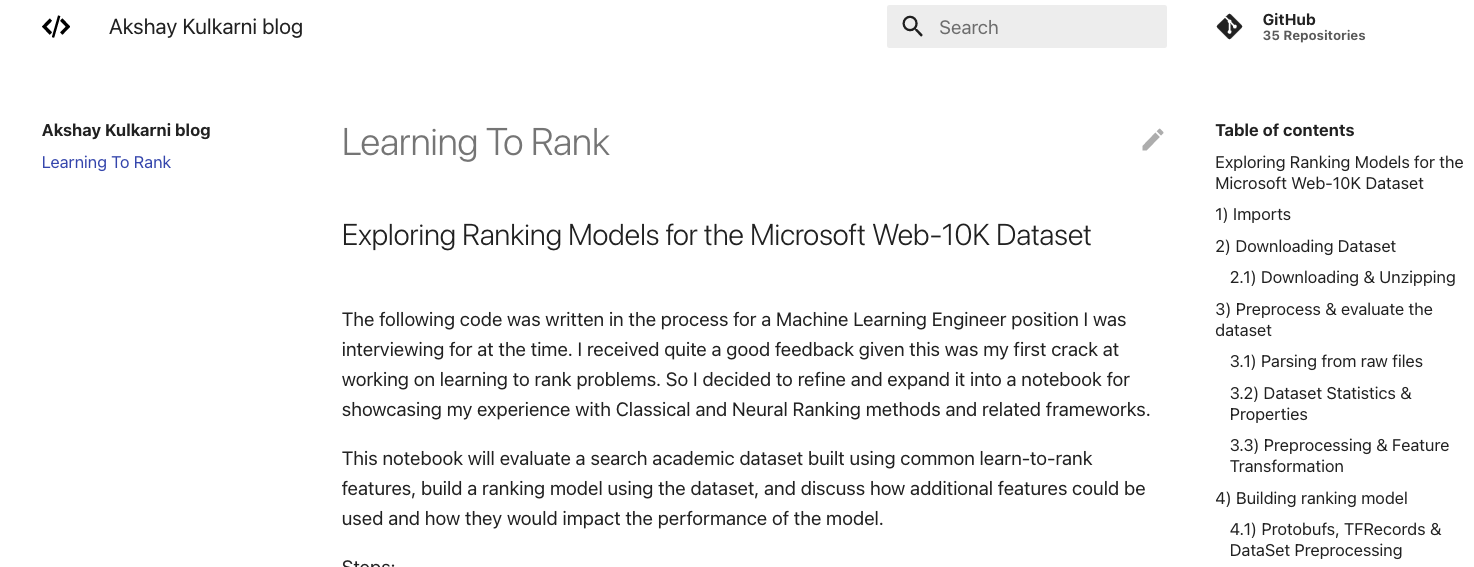 </> Akshay Kulkarni blog
Search
GitHub
35 Repositories
Akshay Kulkarni blog
Learning To Rank
Learning To Rank
Exploring Ranking Models for the Microsoft Web-10K Dataset
The following code was written in the process for a Machine Learning Engineer position I was
interviewing for at the time. I received quite a good feedback given this was my first crack at
working on learning to rank problems. So I decided to refine and expand it into a notebook for
showcasing my experience with Classical and Neural Ranking methods and related frameworks.
This notebook will evaluate a search academic dataset built using common learn-to-rank
features, build a ranking model using the dataset, and discuss how additional features could be
used and how they would impact the performance of the model.
Steps:
Table of contents
Exploring Ranking Models for the
Microsoft Web-10K Dataset
1) Imports
2) Downloading Dataset
2.1) Downloading & Unzipping
3) Preprocess & evaluate the
dataset
3.1) Parsing from raw files
3.2) Dataset Statistics &
Properties
3.3) Preprocessing & Feature
Transformation
4) Building ranking model
4.1) Protobufs, TFRecords &
DataSet Preprocessing